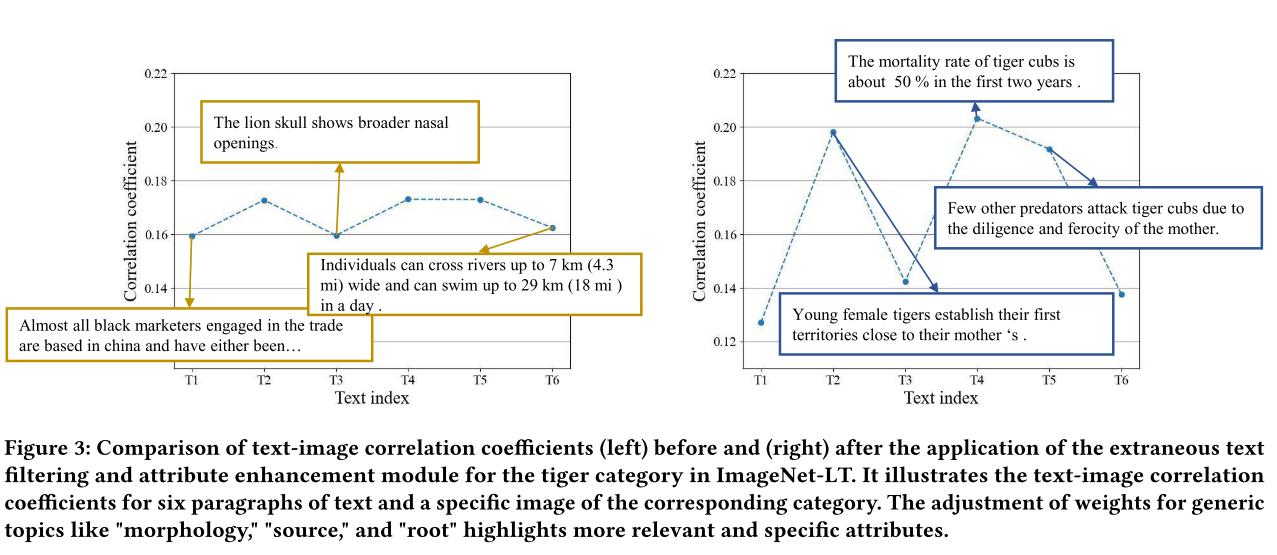 0.22
0.20
0.18
0.16
0.14
Correlation coefficient
The lion skull shows broader nasal
openings.
Individuals can cross rivers up to 7 km (4.3
mi) wide and can swim up to 29 km (18 mi )
in a day .
Almost all black marketers engaged in the trade
are based in china and have either been…
T1 T2 T3 T4 T5 T6
Text index
0.22
0.20
0.18
0.16
0.14
0.12
Correlation coefficient
The mortality rate of tiger cubs is
about 50 % in the first two years .
Few other predators attack tiger cubs due to
the diligence and ferocity of the mother.
Young female tigers establish their first
territories close to their mother ‘s .
T1 T2 T3 T4 T5 T6
Text index
Figure 3: Comparison of text-image correlation coefficients (left) before and (right) after the application of the extraneous text
filtering and attribute enhancement module for the tiger category in ImageNet-LT. It illustrates the text-image correlation
coefficients for six paragraphs of text and a specific image of the corresponding category. The adjustment of weights for generic
topics like "morphology," "source," and "root" highlights more relevant and specific attributes.